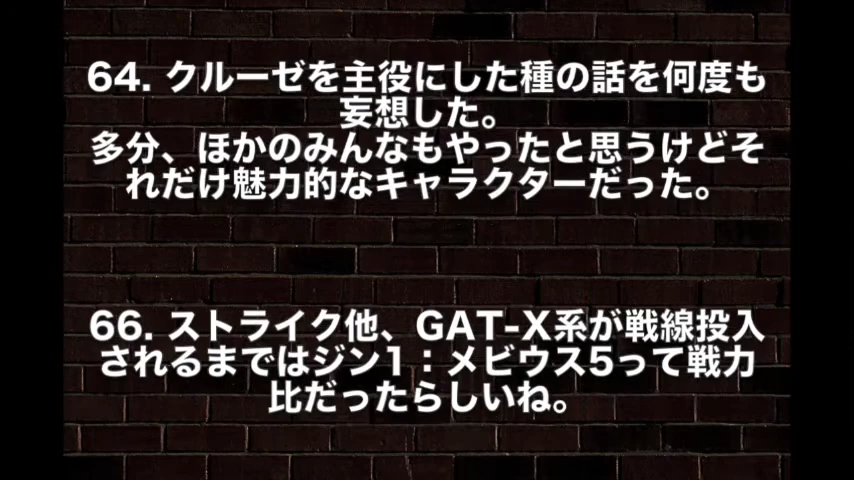 64. クルーゼを主役にした種の話を何度も
妄想した。
多分、ほかのみんなもやったと思うけどそ
れだけ魅力的なキャラクターだった。
66. ストライク他、GAT-X系が戦線投入
されるまではジン1：メビウス5って戦力
比だったらしいね。